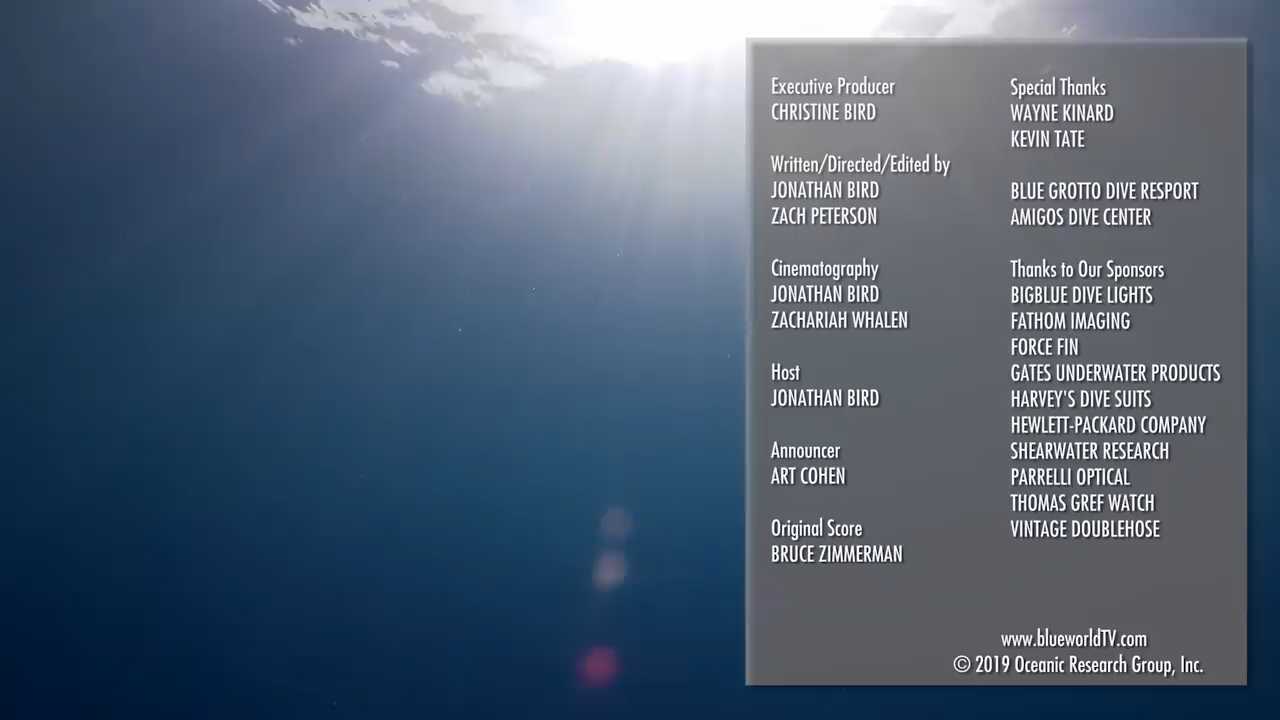 Executive Producer
CHRISTINE BIRD
Written/Directed/Edited by
JONATHAN BIRD
ZACH PETERSON
Cinematography
JONATHAN BIRD
ZACHARIAH WHALEN
Host
JONATHAN BIRD
Announcer
ART COHEN
Original Score
BRUCE ZIMMERMAN
Special Thanks
WAYNE KINARD
KEVIN TATE
BLUE GROTTO DIVE RESPORT
AMIGOS DIVE CENTER
Thanks to Our Sponsors
BIGBLUE DIVE LIGHTS
FATHOM IMAGING
FORCE FIN
GATES UNDERWATER PRODUCTS
HARVEY'S DIVE SUITS
HEWLETT-PACKARD COMPANY
SHEARWATER RESEARCH
PARRELLI OPTICAL
THOMAS GREF WATCH
VINTAGE DOUBLEHOSE
www.blueworldTV.com
© 2019 Oceanic Research Group, Inc.